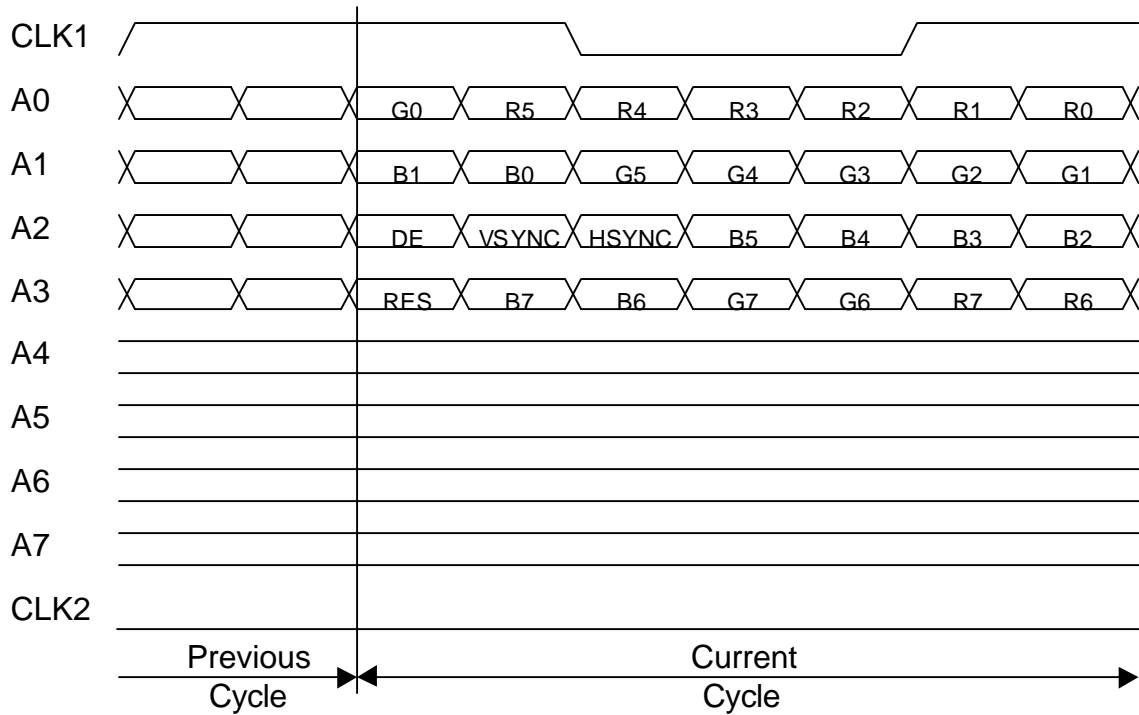 CLK1
A0 G0 R5 R4 R3 R2 R1 R0
A1 B1 B0 G5 G4 G3 G2 G1
A2 DE VSYNC HSYNC B5 B4 B3 B2
A3 RES B7 B6 G7 G6 R7 R6
A4
A5
A6
A7
CLK2
Previous Current
Cycle Cycle